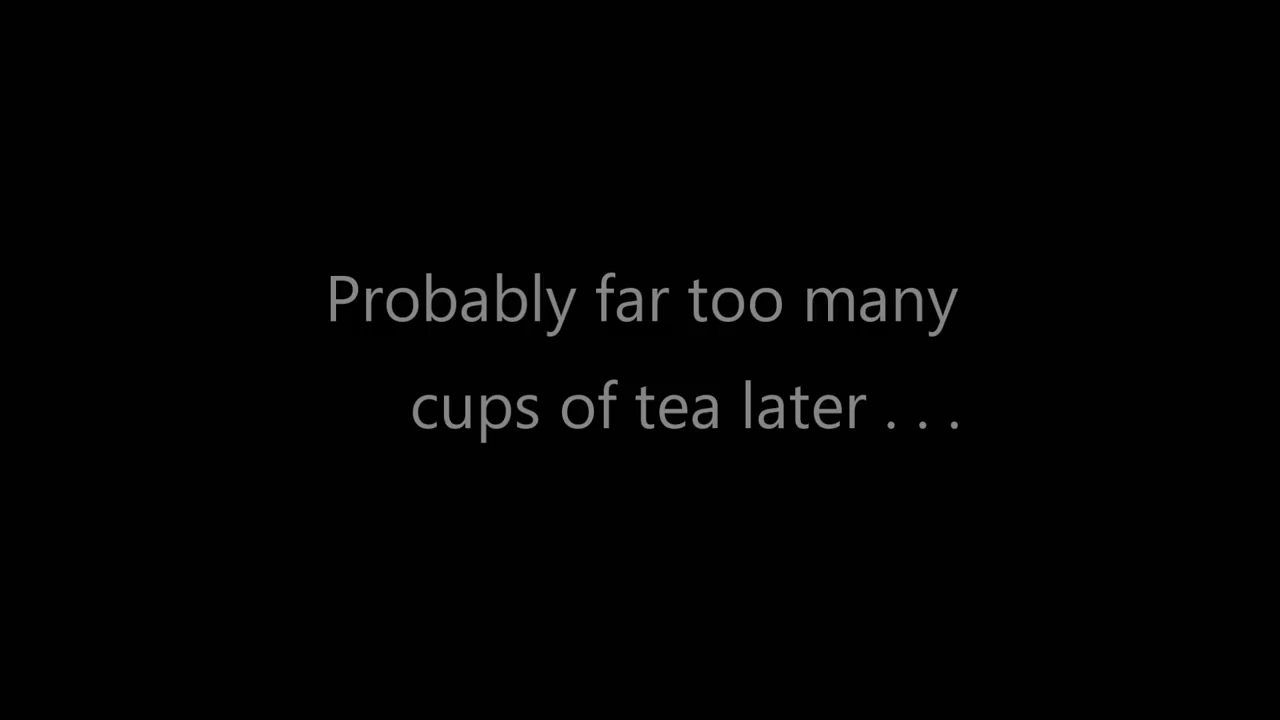 Probably far too many
cups of tea later . . .